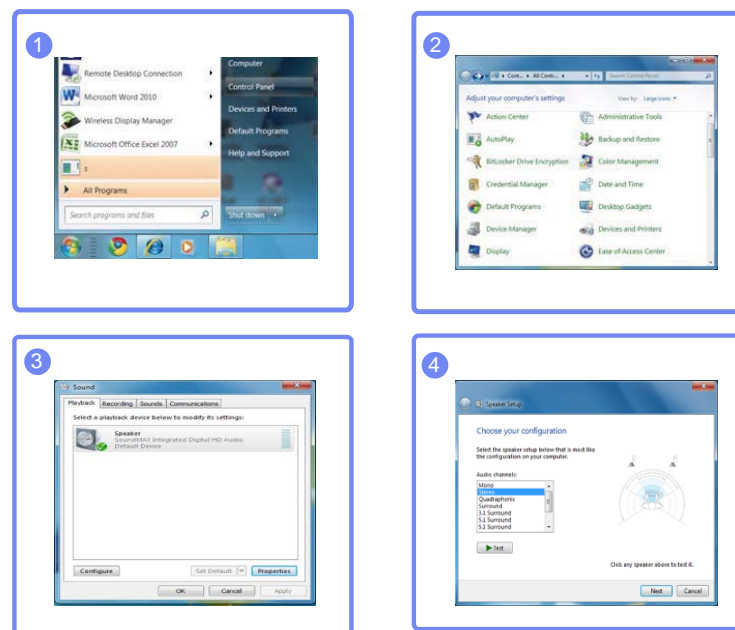 1
Remote Desktop Connection
Microsoft Word 2010
Wireless Display Manager
Microsoft Office Excel 2007
s
All Programs
Search programs and files
Computer
Control Panel
Devices and Printers
Default Programs
Help and Support
Shut down
2
Cont... All Cont...
Search Control Panel
Adjust your computer's settings
View by: Large icons
Action Center
Administrative Tools
AutoPlay
Backup and Restore
BitLocker Drive Encryption
Color Management
Credential Manager
Date and Time
Default Programs
Desktop Gadgets
Device Manager
Devices and Printers
Display
Ease of Access Center
3
Sound
Playback Recording Sounds Communications
Select a playback device below to modify its settings:
Speaker
SoundMAX Integrated Digital HD Audio
Default Device
Configure
Set Default
Properties
OK
Cancel
Apply
4
Speaker Setup
Choose your configuration
Select the speaker setup below that is most like
the configuration on your computer.
Audio channels:
Mono
Stereo
Quadraphonic
Surround
3.1 Surround
5.1 Surround
5.1 Surround
Test
Click any speaker above to test it.
Next
Cancel